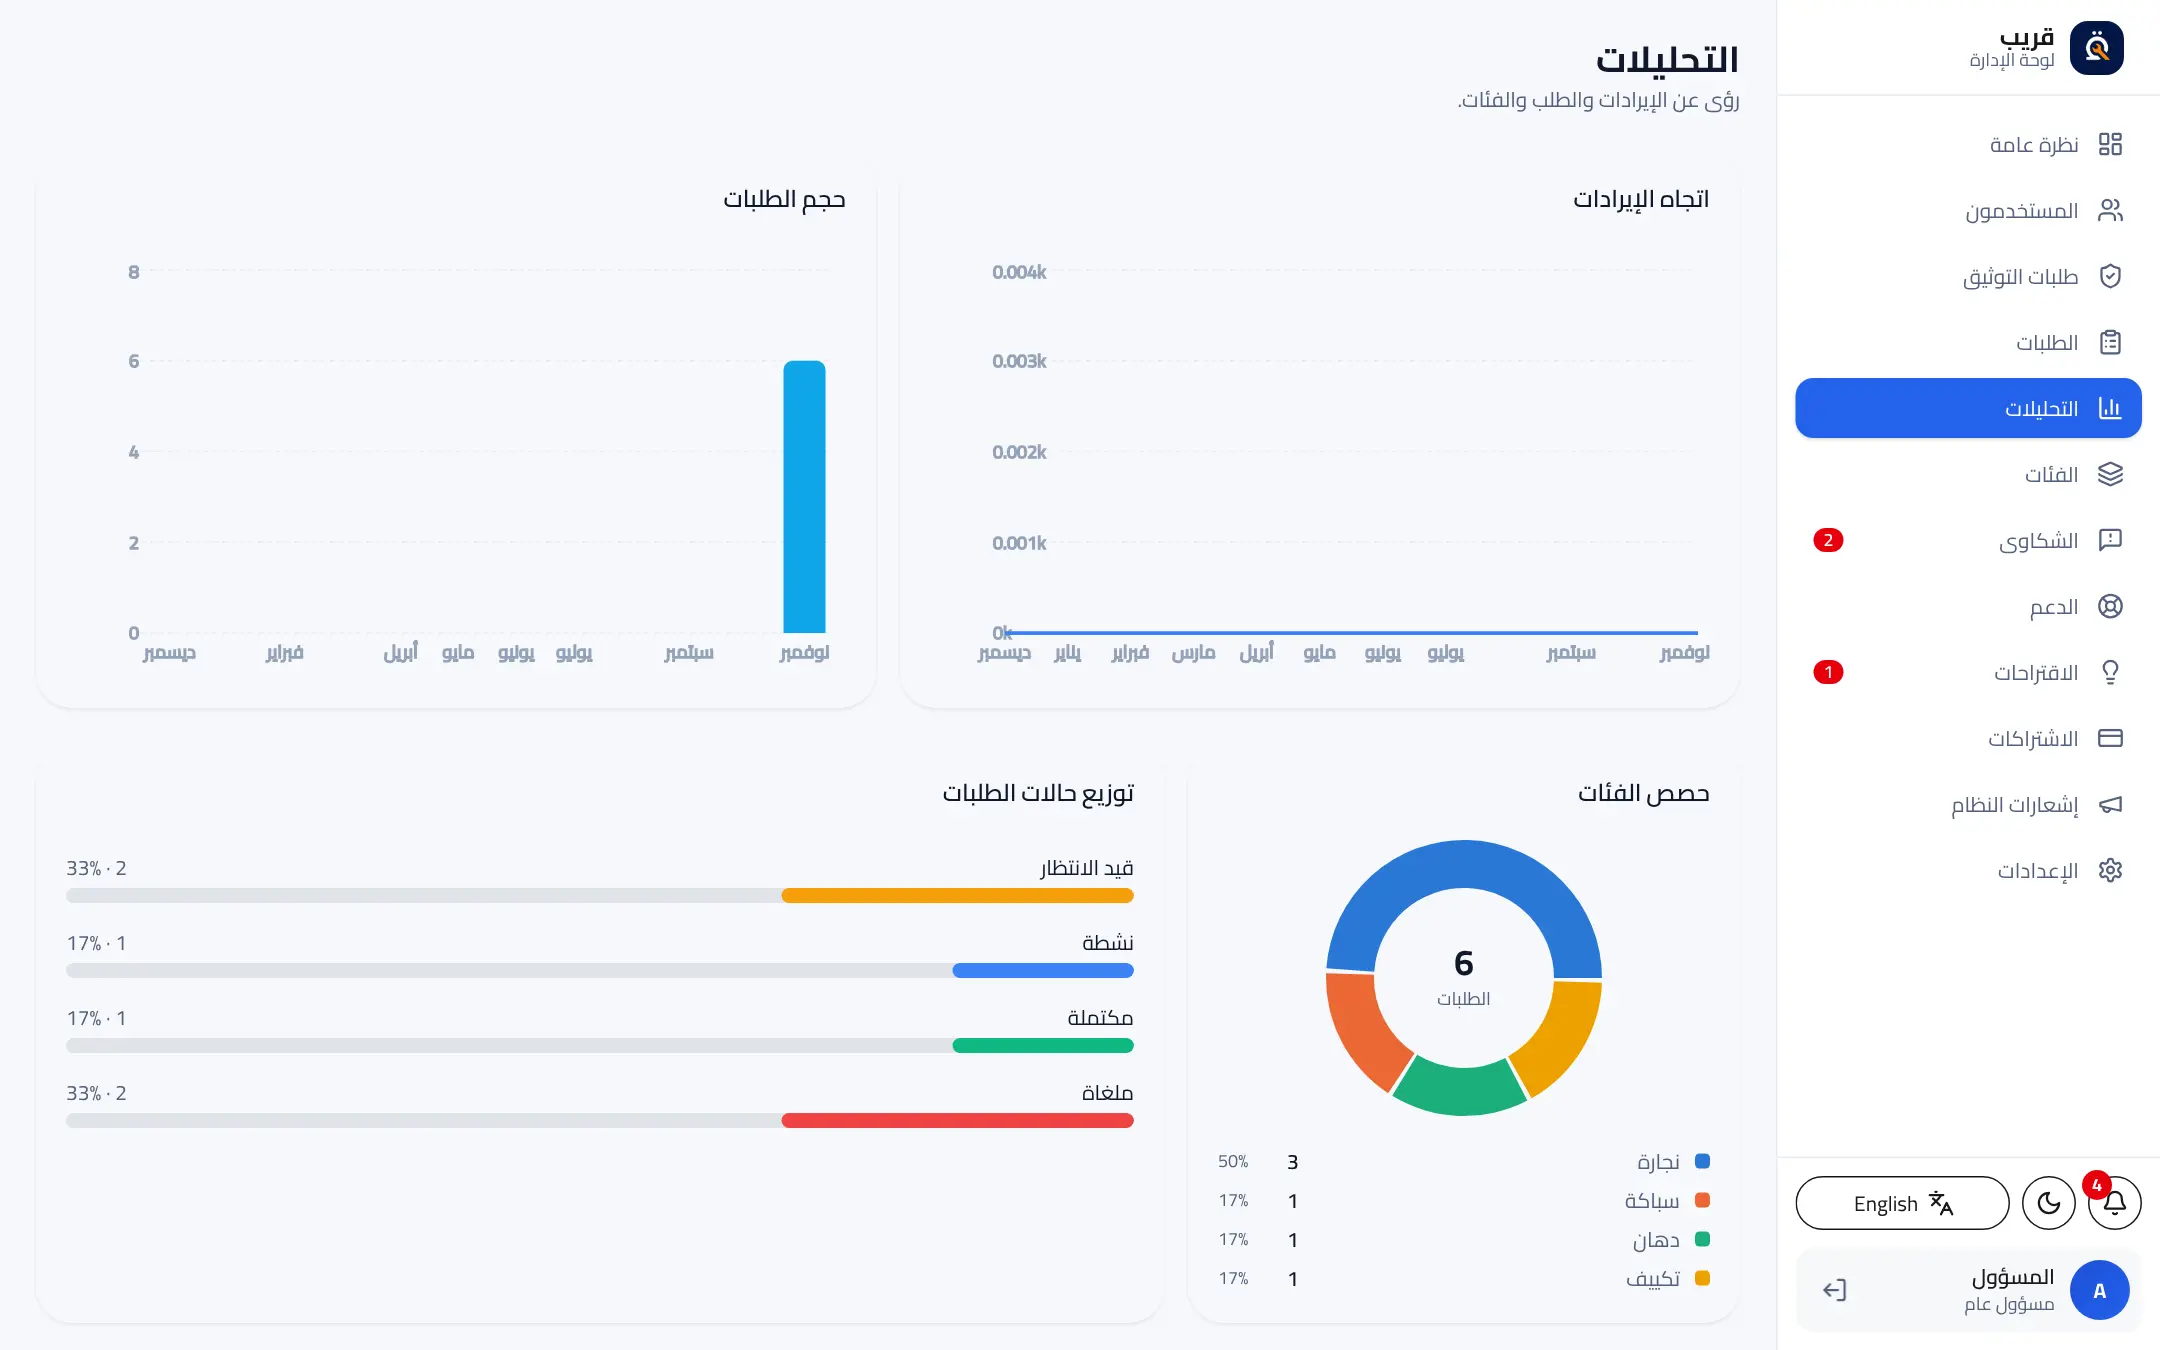 قريب
لوحة الإدارة
نظرة عامة
المستخدمون
طلبات التوثيق
الطلبات
التحليلات
الفئات
الشكاوى
2
الدعم
الاقتراحات
1
الاشتراكات
إشعارات النظام
الإعدادات
4
English
A
المسؤول
مسؤول عام
التحليلات
رؤى عن الإيرادات والطلب والفئات.
اتجاه الإيرادات
0.004k
0.003k
0.002k
0.001k
0k
ديسمبر يناير فبراير مارس أبريل مايو يونيو يوليو سبتمبر نوفمبر
حجم الطلبات
8
6
4
2
0
ديسمبر فبراير أبريل مايو يونيو يوليو سبتمبر نوفمبر
حصص الفئات
6
الطلبات
نجارة 3 50%
سباكة 1 17%
دهان 1 17%
تكييف 1 17%
توزيع حالات الطلبات
قيد الانتظار 2 · 33%
نشطة 1 · 17%
مكتملة 1 · 17%
ملغاة 2 · 33%